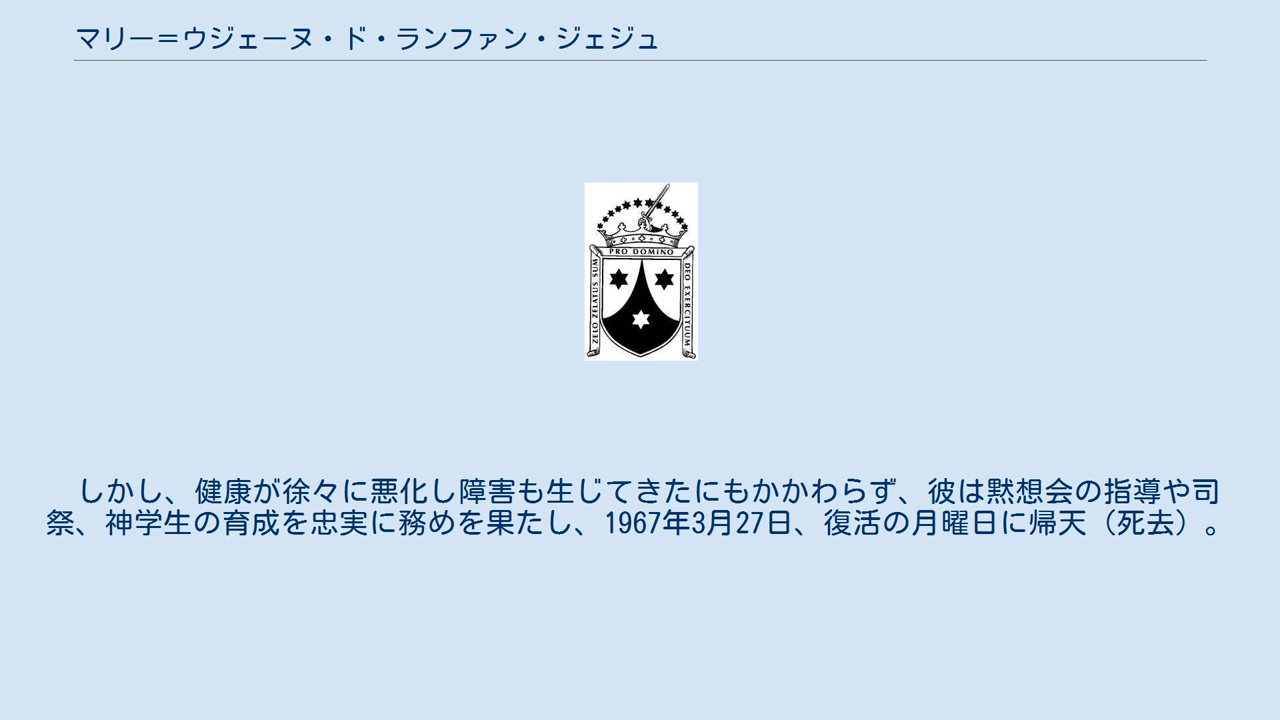 マリー＝ウジェーヌ・ド・ランファン・ジェジュ
PRO DOMINO
ZELO ZELATUS SUM
DEO EXERCITUUM
しかし、健康が徐々に悪化し障害も生じてきたにもかかわらず、彼は黙想会の指導や司
祭、神学生の育成を忠実に務めを果たし、1967年3月27日、復活の月曜日に帰天（死去）。